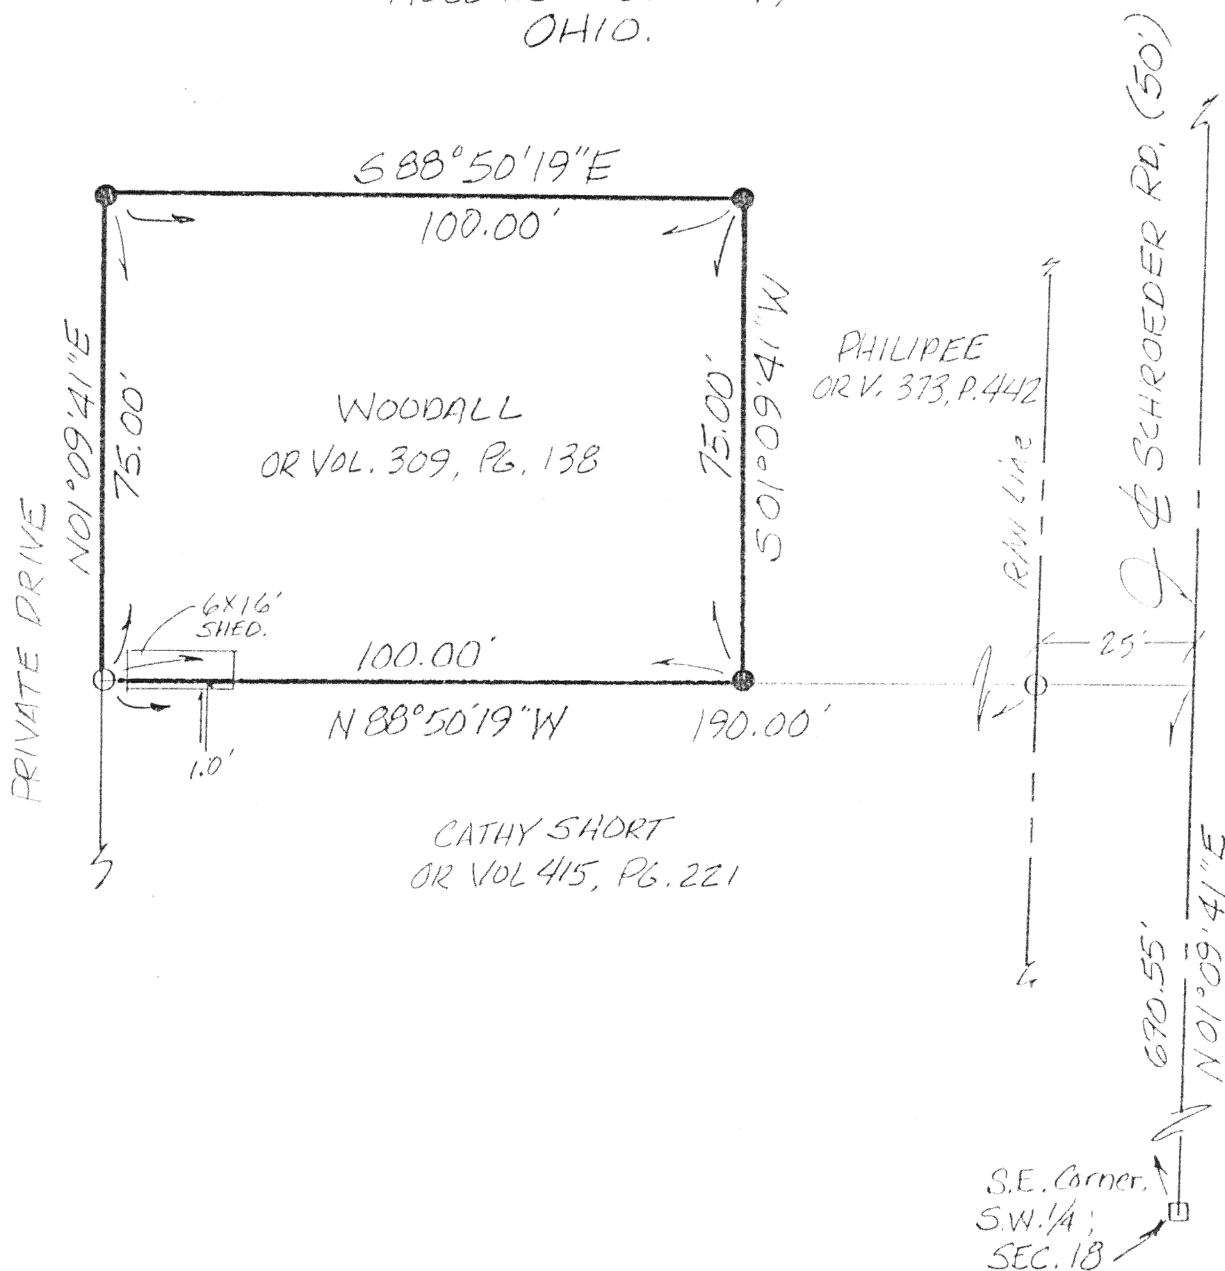 OHIO.
S 88°50'19"E
100.00'
N01°09'41"E
75.00'
WOODALL
OR VOL. 309, PG. 138
75.00'
S01°09'41"W
PHILIPEE
OR V. 373, P.442
R/W Line
℄ SCHROEDER RD. (50')
PRIVATE DRIVE
6X16'
SHED.
100.00'
N 88°50'19"W
190.00'
25'
1.0'
CATHY SHORT
OR VOL 415, PG. 221
670.55'
N01°09'41"E
S.E. Corner,
S.W. 1/4;
SEC. 18